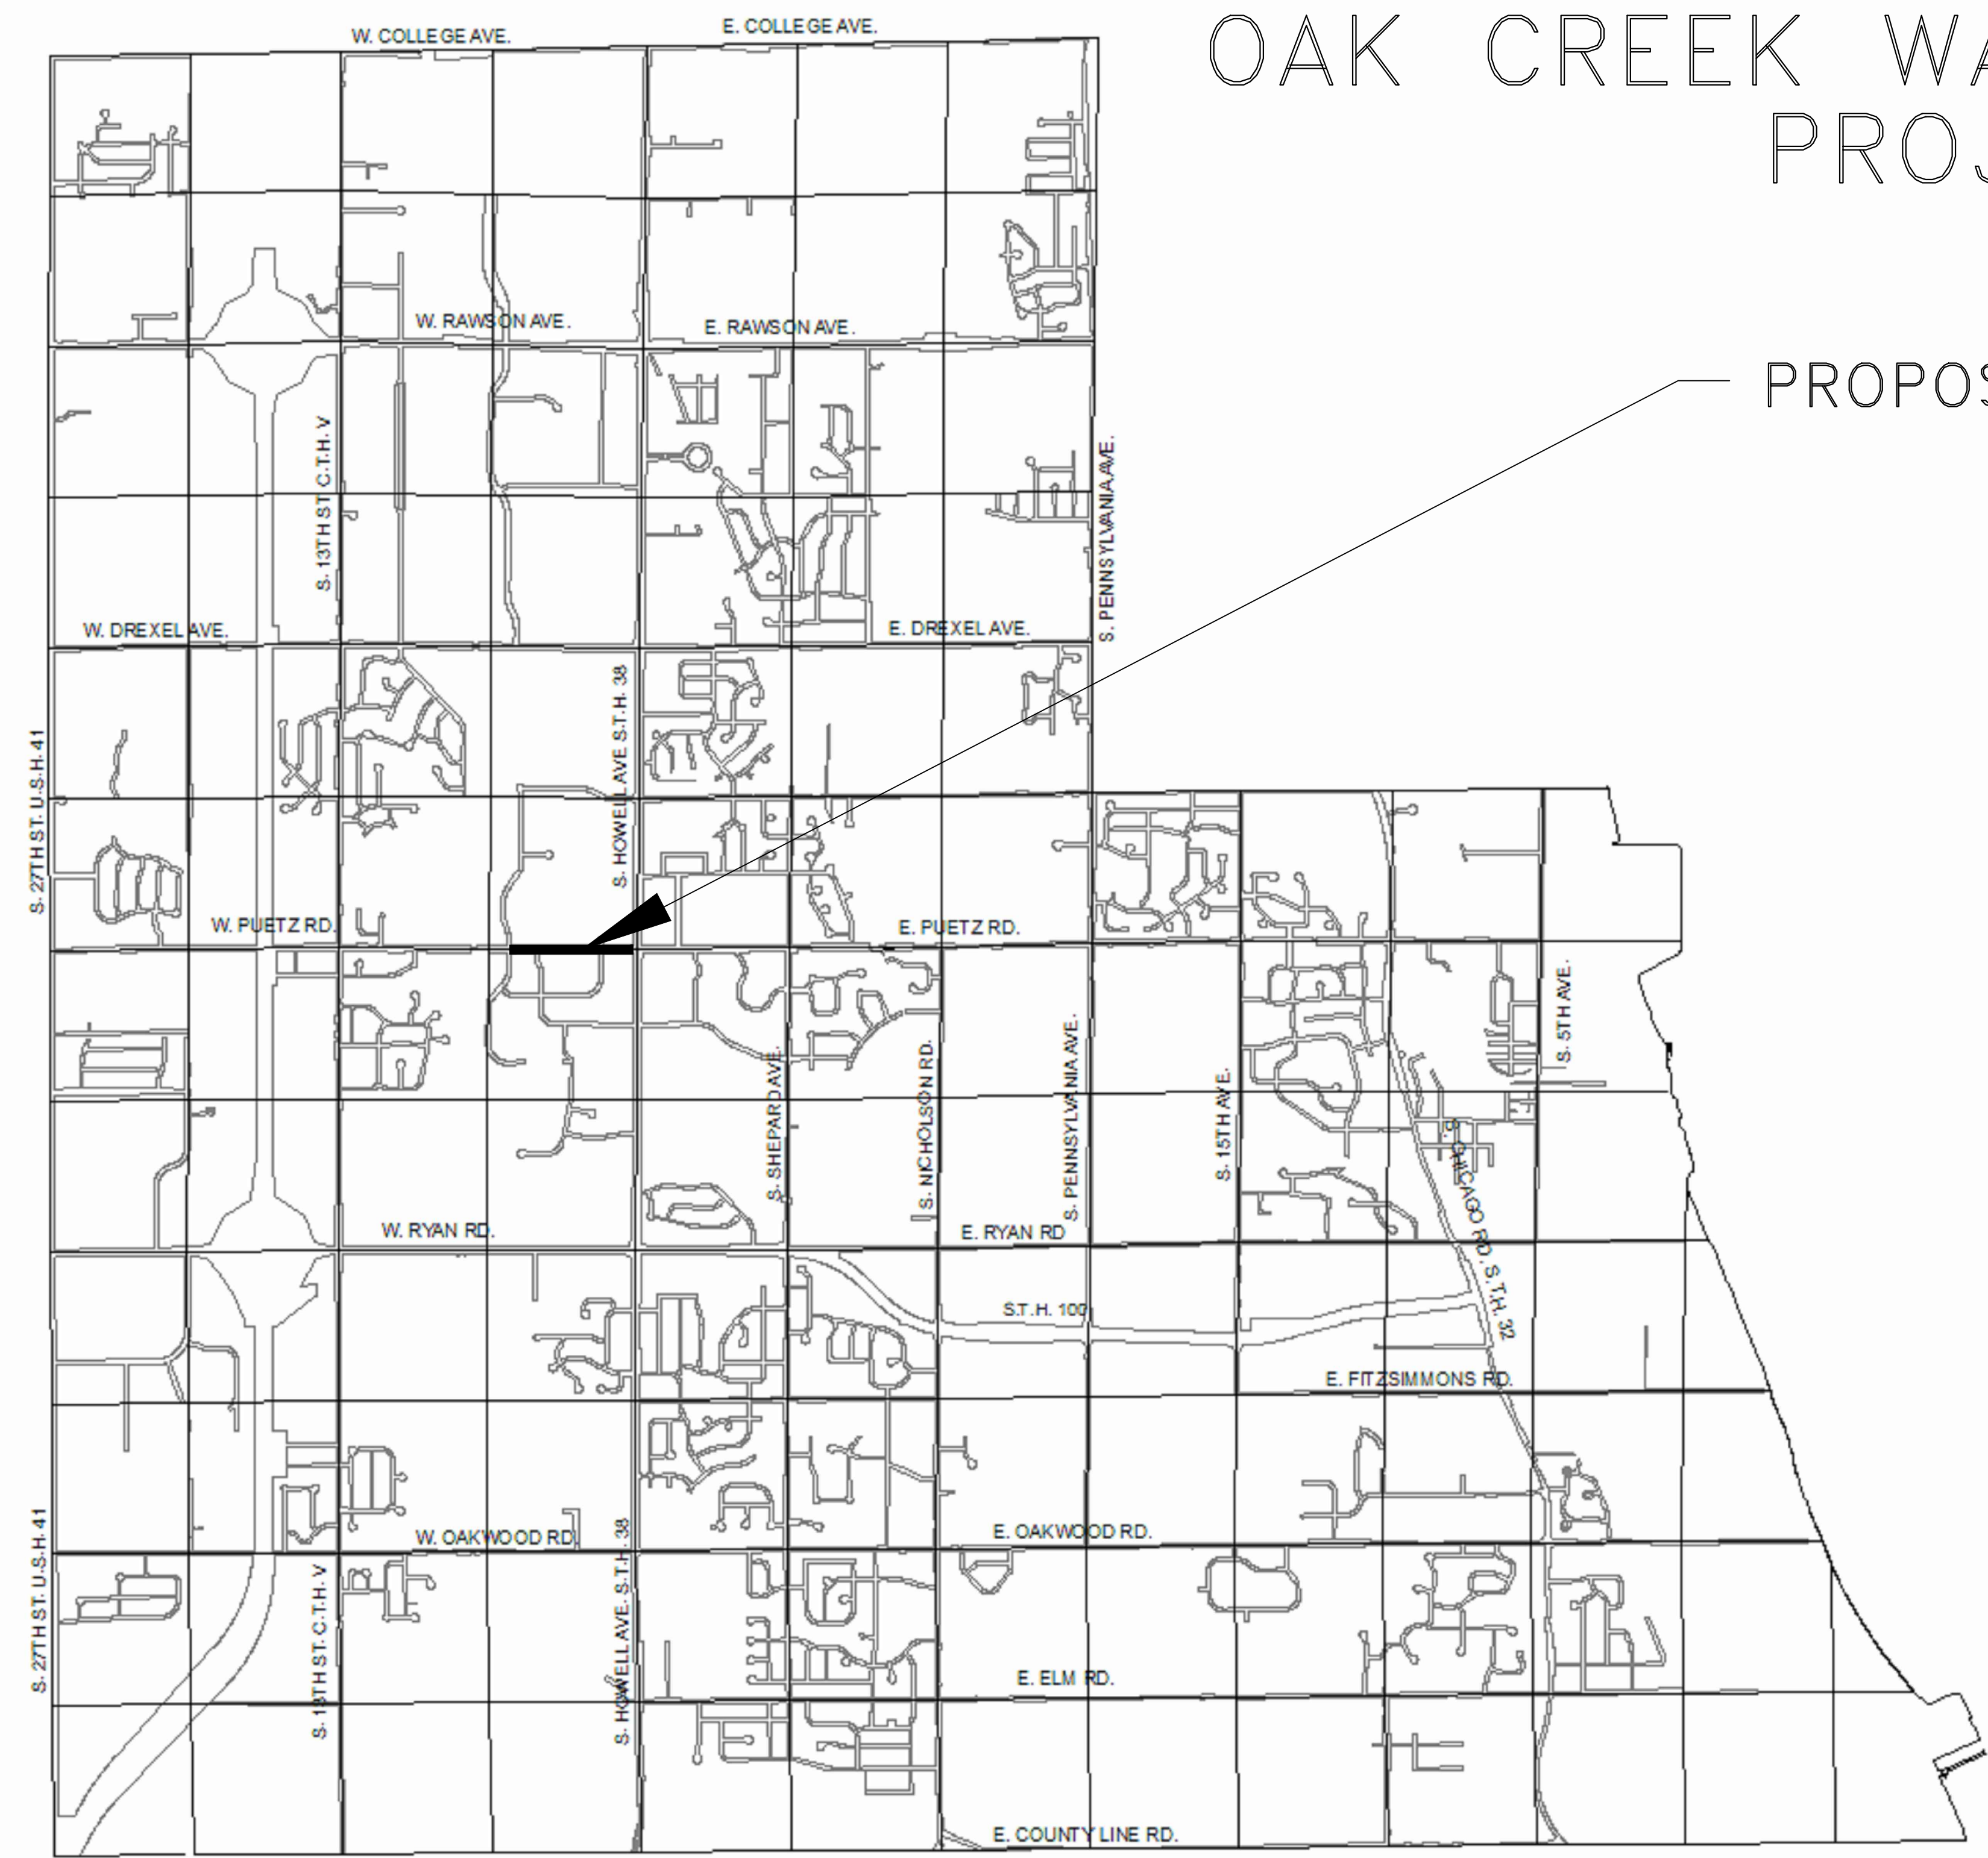 OAK CREEK WA
PROJ
W. COLLEGE AVE.
E. COLLEGE AVE.
W. RAWSON AVE.
E. RAWSON AVE.
PROPOS
S. 13TH ST C.T.H. V
S. PENNSYLVANIA AVE.
W. DREXEL AVE.
E. DREXEL AVE.
S. 27TH ST. U.S.H. 41
S. HOWELL AVE S.T.H. 38
W. PUETZ RD.
E. PUETZ RD.
S. 5TH AVE.
S. SHEPARD AVE.
S. NICHOLSON RD.
S. PENNSYLVANIA AVE.
S. 15TH AVE.
S. CHICAGO RD. S.T.H. 32
W. RYAN RD.
E. RYAN RD
S.T.H. 100
E. FITZSIMMONS RD.
S. 27TH ST. U.S.H. 41
W. OAKWOOD RD.
E. OAKWOOD RD.
S. 13TH ST. C.T.H. V
S. HOWELL AVE. S.T.H. 38
E. ELM RD.
E. COUNTY LINE RD.